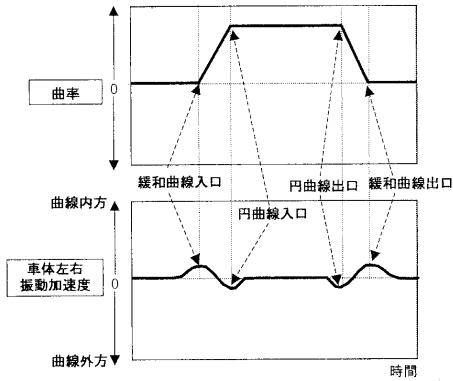 曲率
0
緩和曲線入口
円曲線入口
円曲線出口
緩和曲線出口
曲線内方
車体左右
振動加速度
0
曲線外方
時間